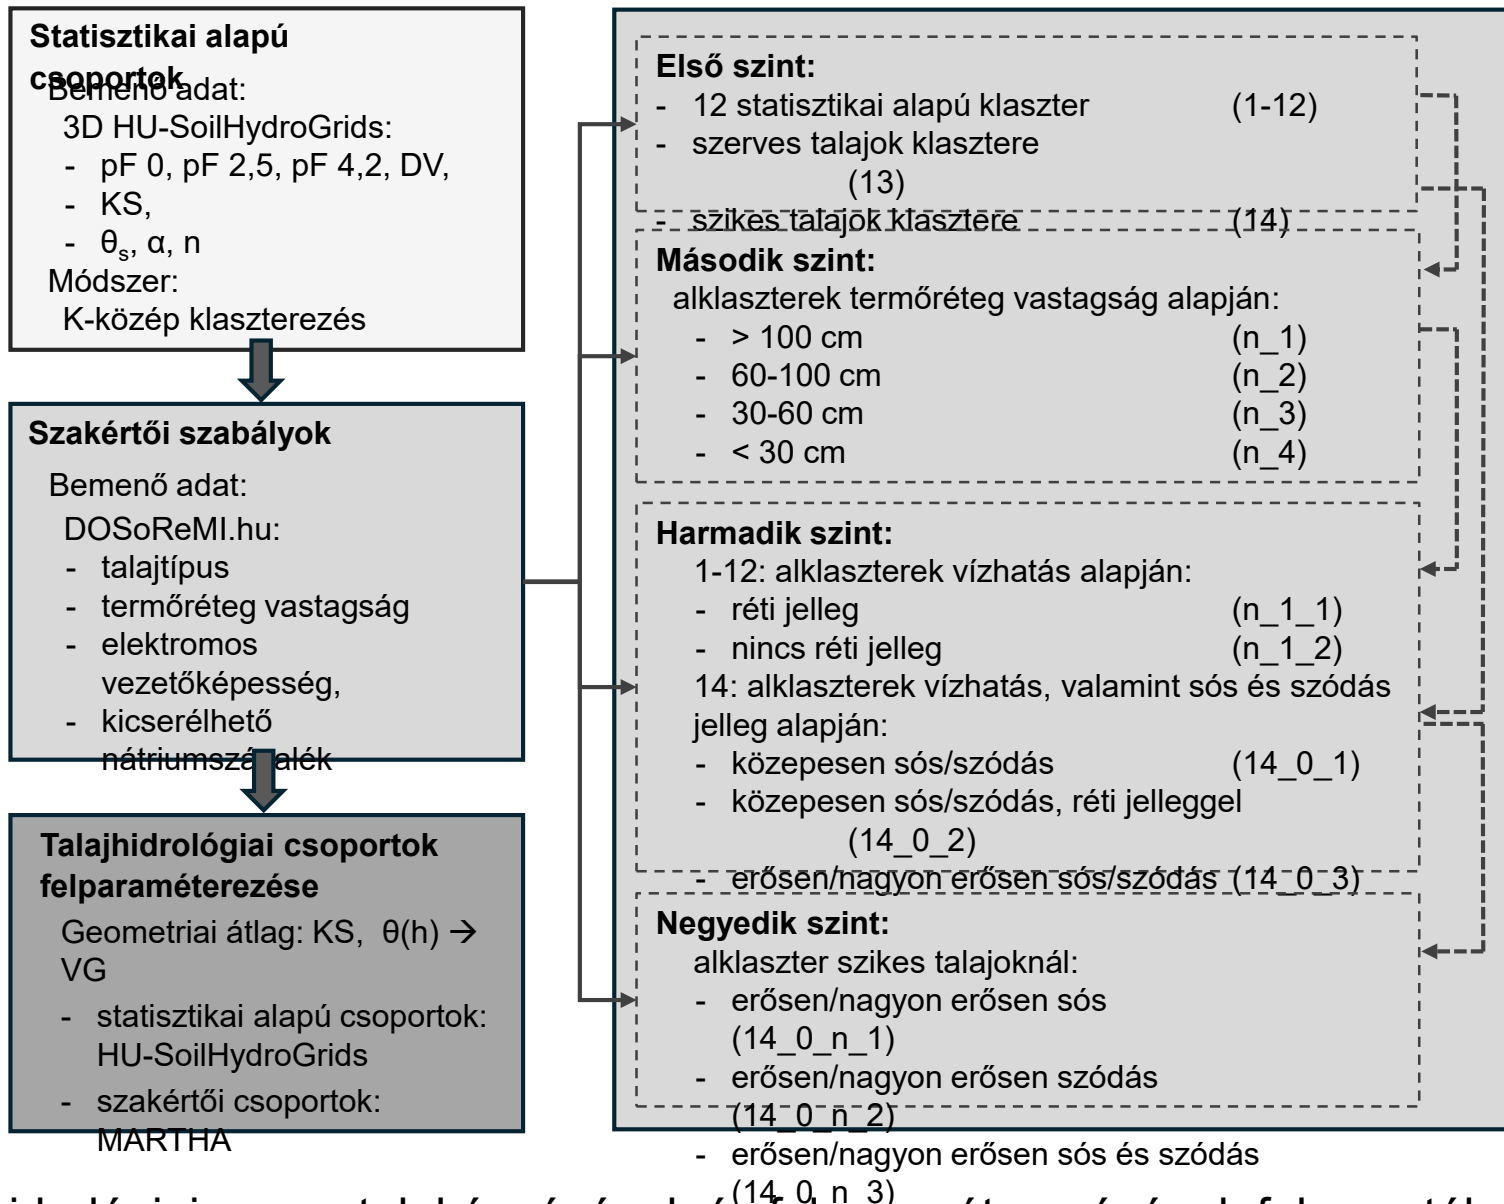 Statisztikai alapú
csoportok
Bemenő adat:
3D HU-SoilHydroGrids:
- pF 0, pF 2,5, pF 4,2, DV,
- KS,
- θs, α, n
Módszer:
K-közép klaszterezés
Szakértői szabályok
Bemenő adat:
DOSoReMI.hu:
- talajtípus
- termőréteg vastagság
- elektromos
vezetőképesség,
- kicserélhető
nátriumszázalék
Talajhidrológiai csoportok
felparaméterezése
Geometriai átlag: KS, θ(h) →
VG
- statisztikai alapú csoportok:
HU-SoilHydroGrids
- szakértői csoportok:
MARTHA
Első szint:
- 12 statisztikai alapú klaszter (1-12)
- szerves talajok klasztere
(13)
- szikes talajok klasztere (14)
Második szint:
alklaszterek termőréteg vastagság alapján:
- > 100 cm (n_1)
- 60-100 cm (n_2)
- 30-60 cm (n_3)
- < 30 cm (n_4)
Harmadik szint:
1-12: alklaszterek vízhatás alapján:
- réti jelleg (n_1_1)
- nincs réti jelleg (n_1_2)
14: alklaszterek vízhatás, valamint sós és szódás
jelleg alapján:
- közepesen sós/szódás (14_0_1)
- közepesen sós/szódás, réti jelleggel
(14_0_2)
- erősen/nagyon erősen sós/szódás (14_0_3)
Negyedik szint:
alklaszter szikes talajoknál:
- erősen/nagyon erősen sós
(14_0_n_1)
- erősen/nagyon erősen szódás
(14_0_n_2)
- erősen/nagyon erősen sós és szódás
(14_0_n_3)